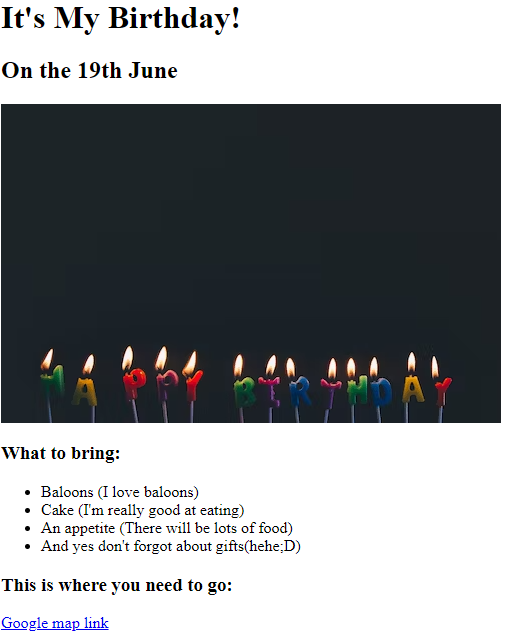 It's My Birthday!
On the 19th June
HAPPY BIRTHDAY
What to bring:
Baloons (I love baloons)
Cake (I'm really good at eating)
An appetite (There will be lots of food)
And yes don't forgot about gifts(hehe;D)
This is where you need to go:
Google map link